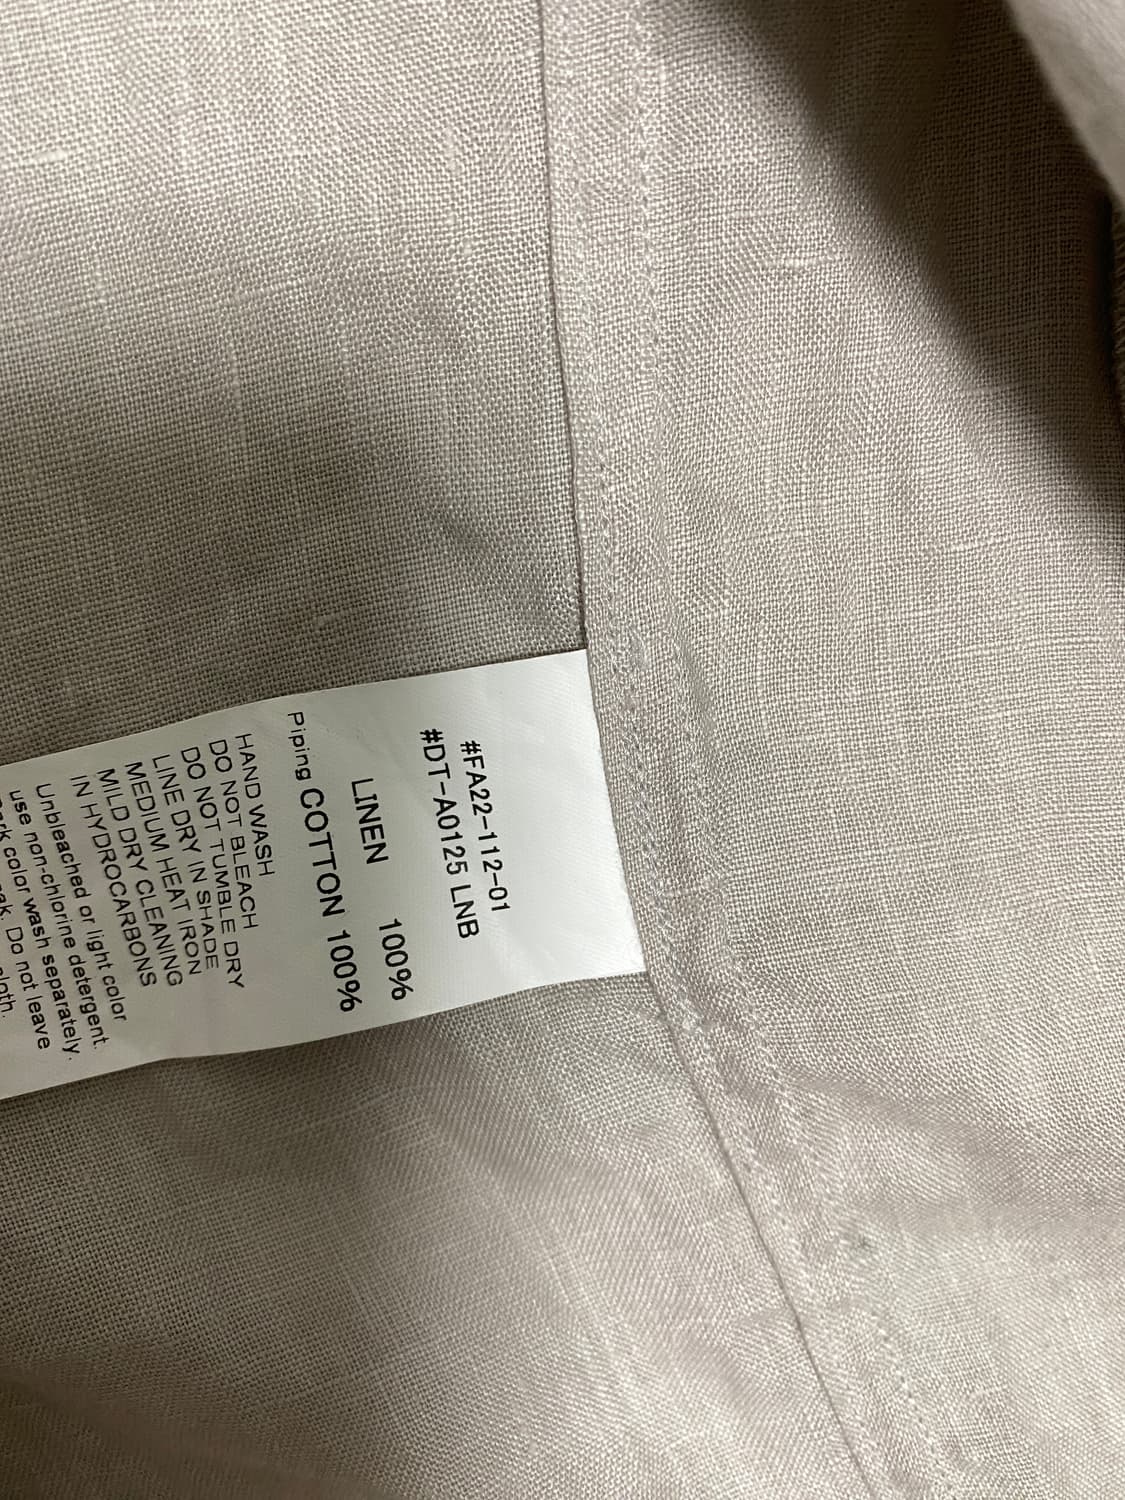 #FA22-112-01
#DT-A0125 LNB
LINEN 100%
Piping COTTON 100%
HAND WASH
DO NOT BLEACH
DO NOT TUMBLE DRY
LINE DRY IN SHADE
MEDIUM HEAT IRON
MILD DRY CLEANING
IN HYDROCARBONS
Unbleached or light color
use non-chlorine detergent.
color wash separately.
Do not leave